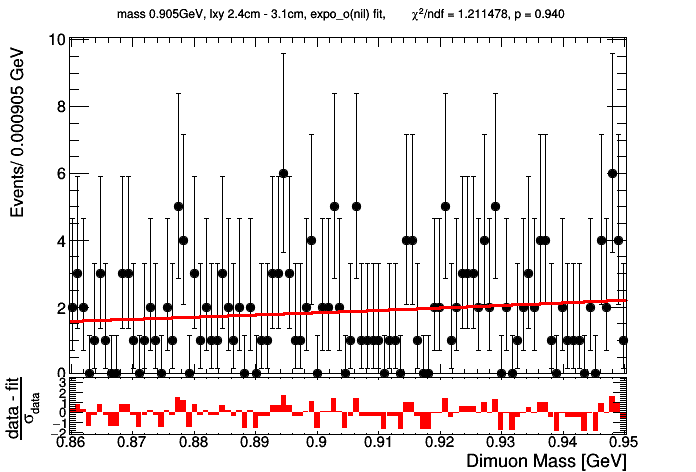 mass 0.905GeV, lxy 2.4cm - 3.1cm, expo_o(nil) fit, χ²/ndf = 1.211478, p = 0.940
Events/ 0.000905 GeV
10
8
6
4
2
0
data - fit
σdata
3
2
1
0
−1
−2
0.86 0.87 0.88 0.89 0.9 0.91 0.92 0.93 0.94 0.95
Dimuon Mass [GeV]